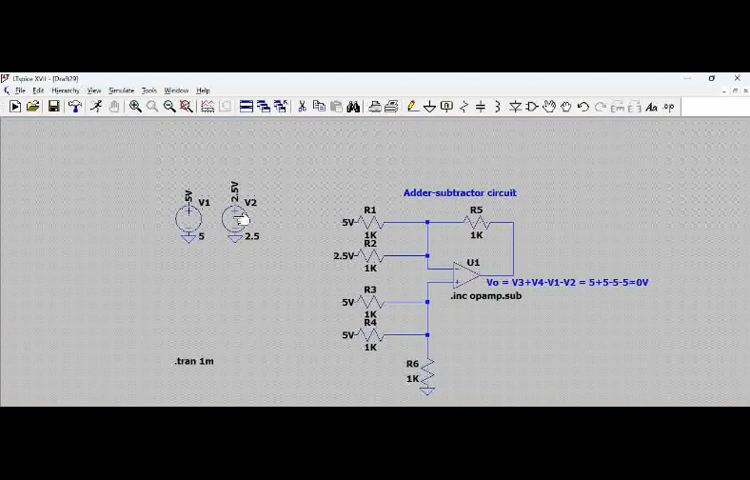 LTspice XVII - [Draft29]
File Edit Hierarchy View Simulate Tools Window Help
Aa .op
5V
V1
5
2.5V
V2
2.5
Adder-subtractor circuit
5V
R1
1K
R5
1K
2.5V
R2
1K
U1
Vo = V3+V4-V1-V2 = 5+5-5-5=0V
.inc opamp.sub
5V
R3
1K
5V
R4
1K
R6
1K
.tran 1m